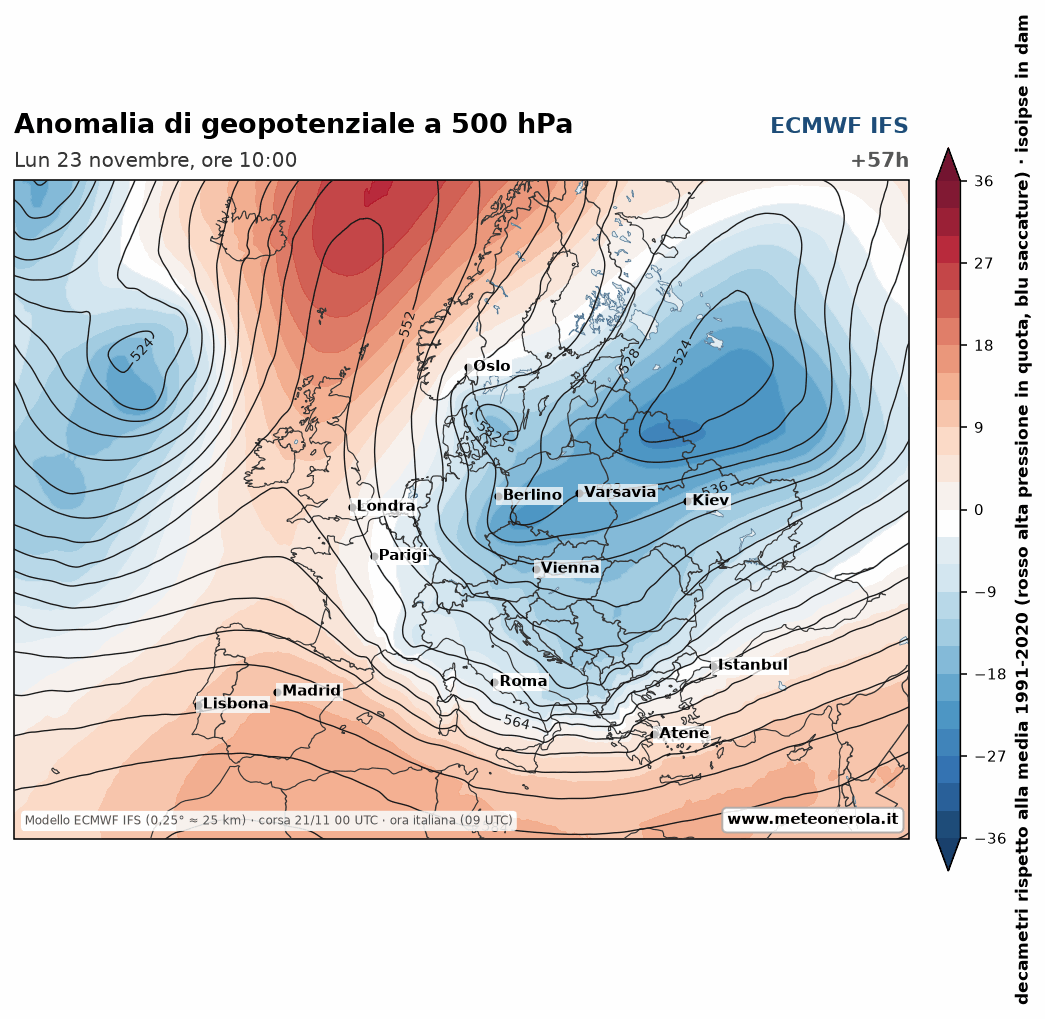 Anomalia di geopotenziale a 500 hPa
ECMWF IFS
Lun 23 novembre, ore 10:00
+57h
552
524
528
524
Oslo
532
536
Berlino
Varsavia
Kiev
Londra
Parigi
Vienna
Istanbul
Roma
Madrid
Lisbona
564
Atene
Modello ECMWF IFS (0,25° ≈ 25 km) · corsa 21/11 00 UTC · ora italiana (09 UTC)
www.meteonerola.it
36
27
18
9
0
−9
−18
−27
−36
decametri rispetto alla media 1991-2020 (rosso alta pressione in quota, blu saccature) · isoipse in dam